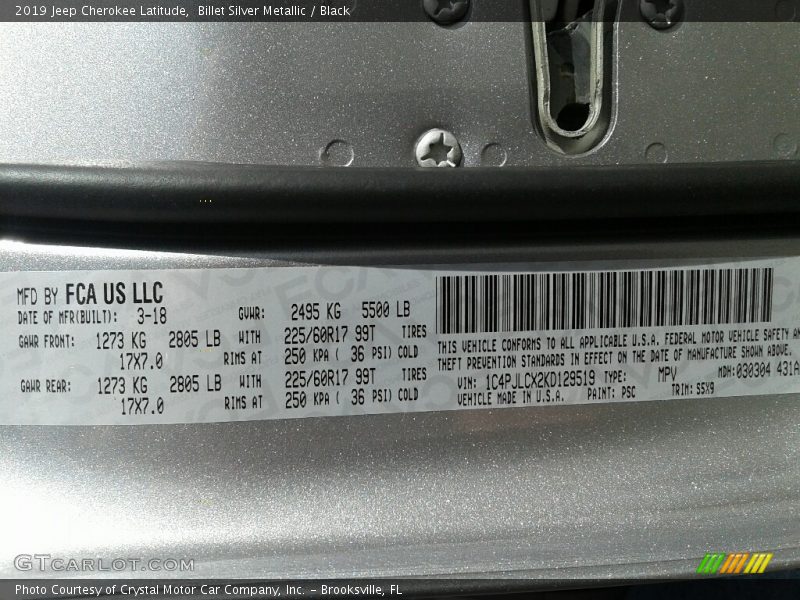 2019 Jeep Cherokee Latitude,  Billet Silver Metallic / Black
MFD BY FCA US LLC
DATE OF MFR(BUILT): 3-18 GVWR: 2495 KG 5500 LB
GAWR FRONT: 1273 KG 2805 LB WITH 225/60R17 99T TIRES
17X7.0 RIMS AT 250 KPA ( 36 PSI) COLD
GAWR REAR: 1273 KG 2805 LB WITH 225/60R17 99T TIRES
17X7.0 RIMS AT 250 KPA ( 36 PSI) COLD
THIS VEHICLE CONFORMS TO ALL APPLICABLE U.S.A. FEDERAL MOTOR VEHICLE SAFETY
THEFT PREVENTION STANDARDS IN EFFECT ON THE DATE OF MANUFACTURE SHOWN ABOVE.
VIN: 1C4PJLCX2KD129519 TYPE: MPV MDH:030304 431A
VEHICLE MADE IN U.S.A. PAINT: PSC TRIM: S5X9
GTCARLOT.COM
Photo Courtesy of Crystal Motor Car Company, Inc. - Brooksville, FL